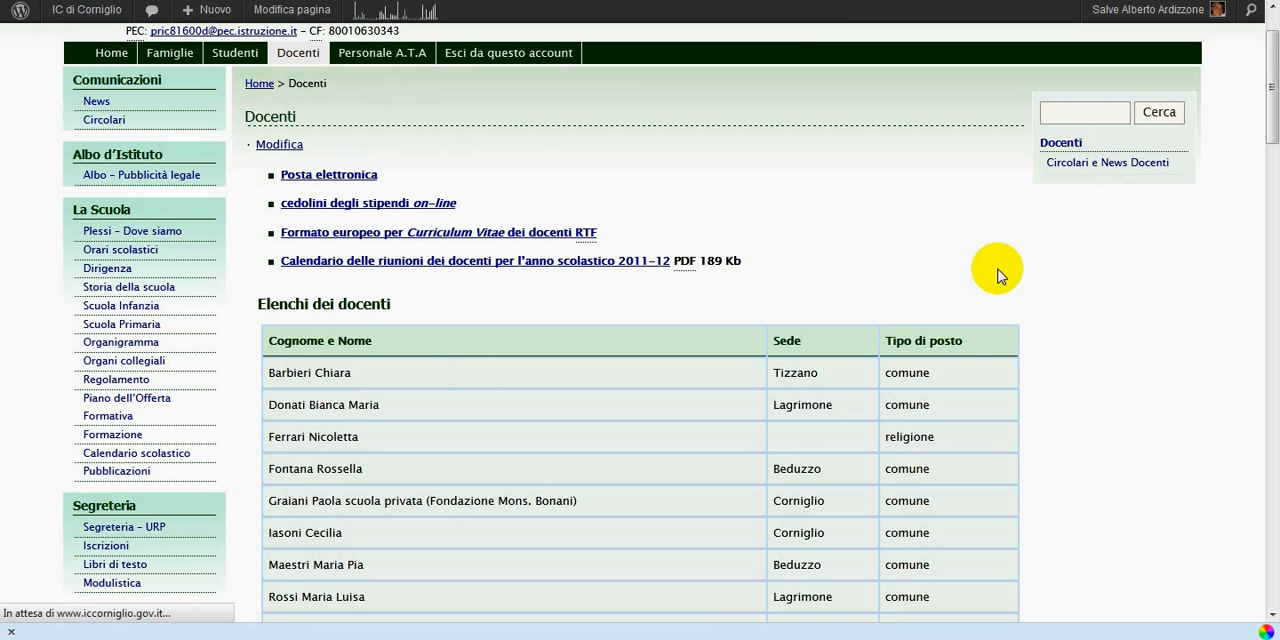 IC di Corniglio
Nuovo
Modifica pagina
Salve Alberto Ardizzone
PEC: pric81600d@pec.istruzione.it – CF: 80010630343
Home
Famiglie
Studenti
Docenti
Personale A.T.A
Esci da questo account
Comunicazioni
News
Circolari
Albo d'Istituto
Albo – Pubblicità legale
La Scuola
Plessi – Dove siamo
Orari scolastici
Dirigenza
Storia della scuola
Scuola Infanzia
Scuola Primaria
Organigramma
Organi collegiali
Regolamento
Piano dell'Offerta
Formativa
Formazione
Calendario scolastico
Pubblicazioni
Segreteria
Segreteria – URP
Iscrizioni
Libri di testo
Modulistica
Home > Docenti
Docenti
· Modifica
Posta elettronica
cedolini degli stipendi on-line
Formato europeo per Curriculum Vitae dei docenti RTF
Calendario delle riunioni dei docenti per l'anno scolastico 2011-12 PDF 189 Kb
Elenchi dei docenti
Cognome e Nome Sede Tipo di posto
Barbieri Chiara Tizzano comune
Donati Bianca Maria Lagrimone comune
Ferrari Nicoletta religione
Fontana Rossella Beduzzo comune
Graiani Paola scuola privata (Fondazione Mons. Bonani) Corniglio comune
Iasoni Cecilia Corniglio comune
Maestri Maria Pia Beduzzo comune
Rossi Maria Luisa Lagrimone comune
Cerca
Docenti
Circolari e News Docenti
In attesa di www.iccorniglio.gov.it...